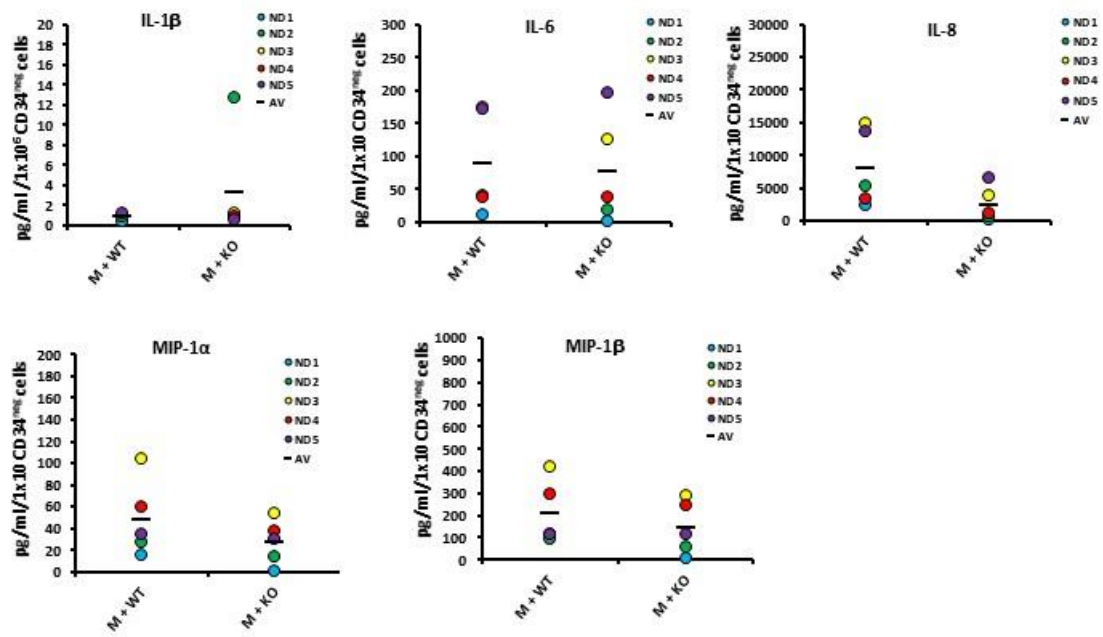 IL-1β
pg/ml/1x10⁶ CD34ⁿᵉᵍ cells
20
18
16
14
12
10
8
6
4
2
0
M + WT
M + KO
ND1
ND2
ND3
ND4
ND5
AV
IL-6
pg/ml/1x10 CD34ⁿᵉᵍ cells
300
250
200
150
100
50
0
M + WT
M + KO
ND1
ND2
ND3
ND4
ND5
AV
IL-8
pg/ml/1x10 CD34ⁿᵉᵍ cells
30000
25000
20000
15000
10000
5000
0
M + WT
M + KO
ND1
ND2
ND3
ND4
ND5
AV
MIP-1α
pg/ml/1x10 CD34ⁿᵉᵍ cells
200
180
160
140
120
100
80
60
40
20
0
M + WT
M + KO
ND1
ND2
ND3
ND4
ND5
AV
MIP-1β
pg/ml/1x10 CD34ⁿᵉᵍ cells
1000
900
800
700
600
500
400
300
200
100
0
M + WT
M + KO
ND1
ND2
ND3
ND4
ND5
AV